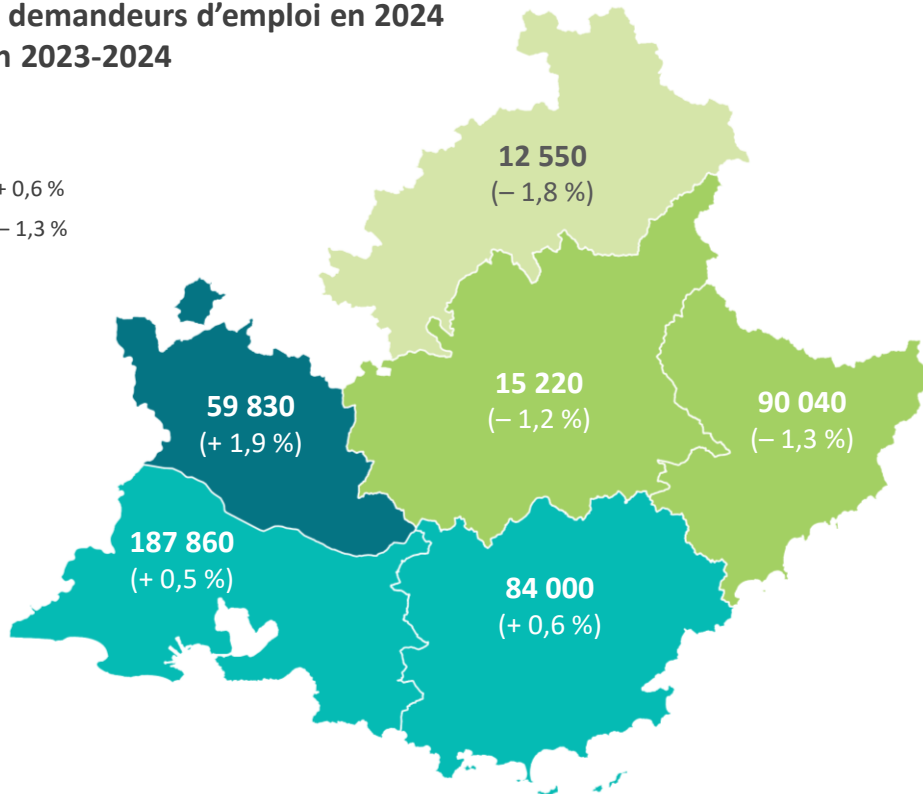 demandeurs d’emploi en 2024
n 2023-2024
+ 0,6 %
– 1,3 %
12 550
(– 1,8 %)
15 220
(– 1,2 %)
90 040
(– 1,3 %)
59 830
(+ 1,9 %)
187 860
(+ 0,5 %)
84 000
(+ 0,6 %)